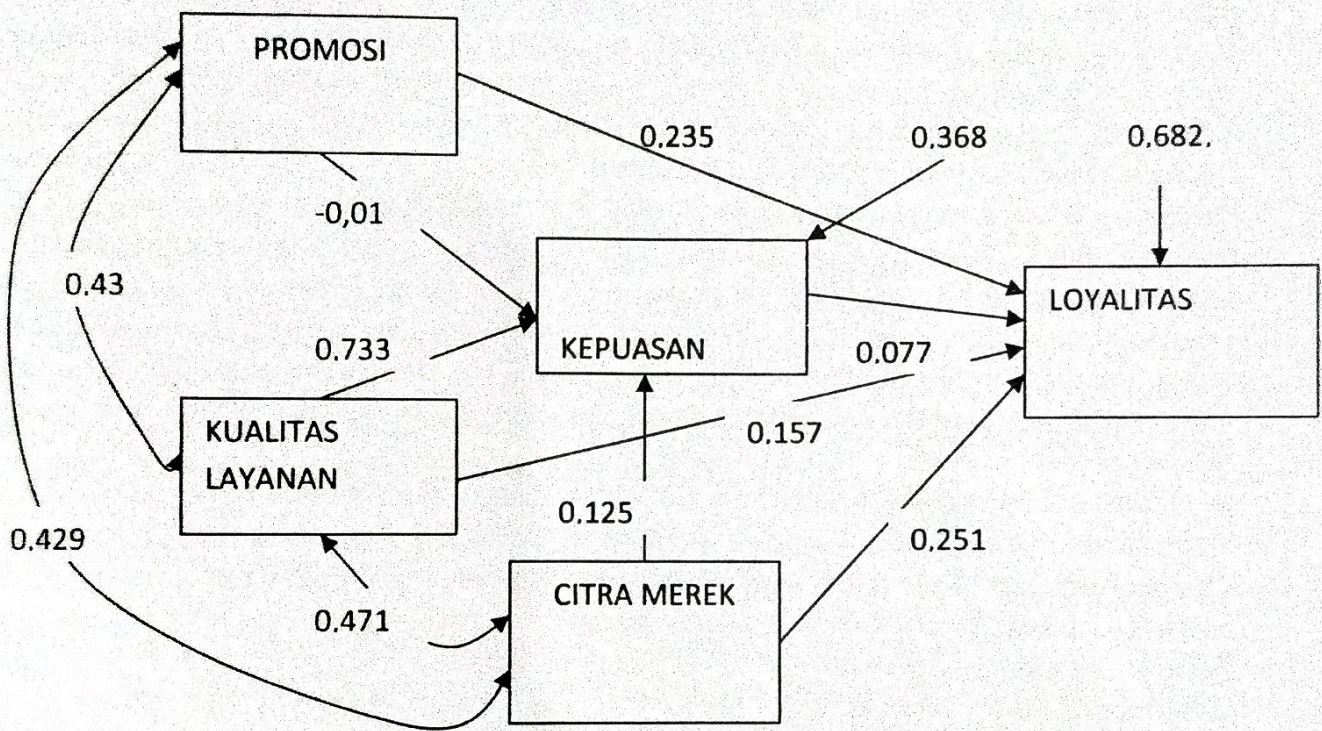 PROMOSI
0,235
0,368
0,682.
-0,01
0,43
LOYALITAS
0,733
KEPUASAN
0,077
KUALITAS
LAYANAN
0,157
0,125
0,429
0,251
CITRA MEREK
0,471